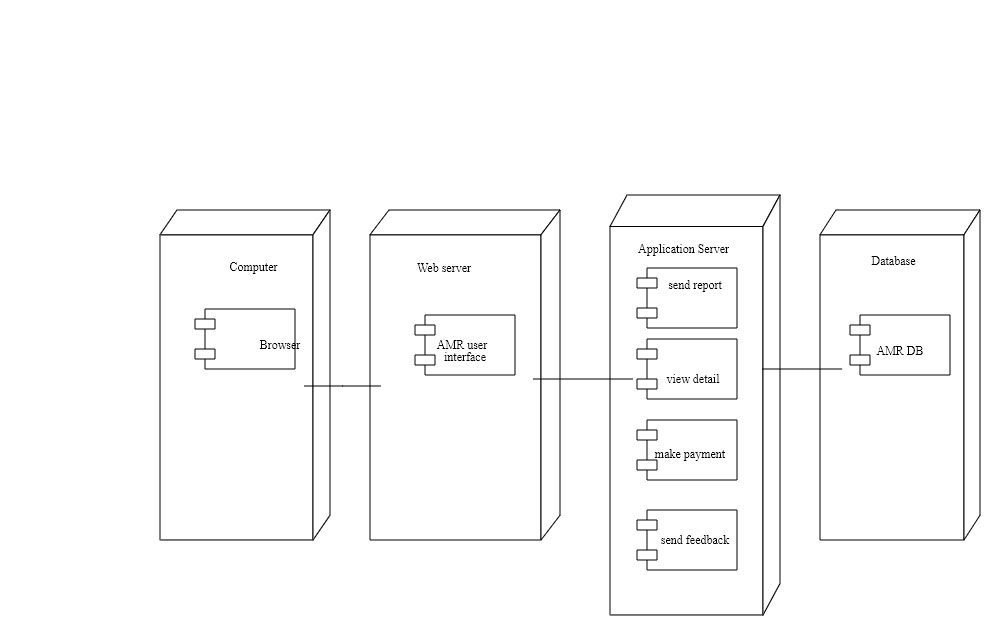 Computer
Browser
Web server
AMR user
interface
Application Server
send report
view detail
make payment
send feedback
Database
AMR DB